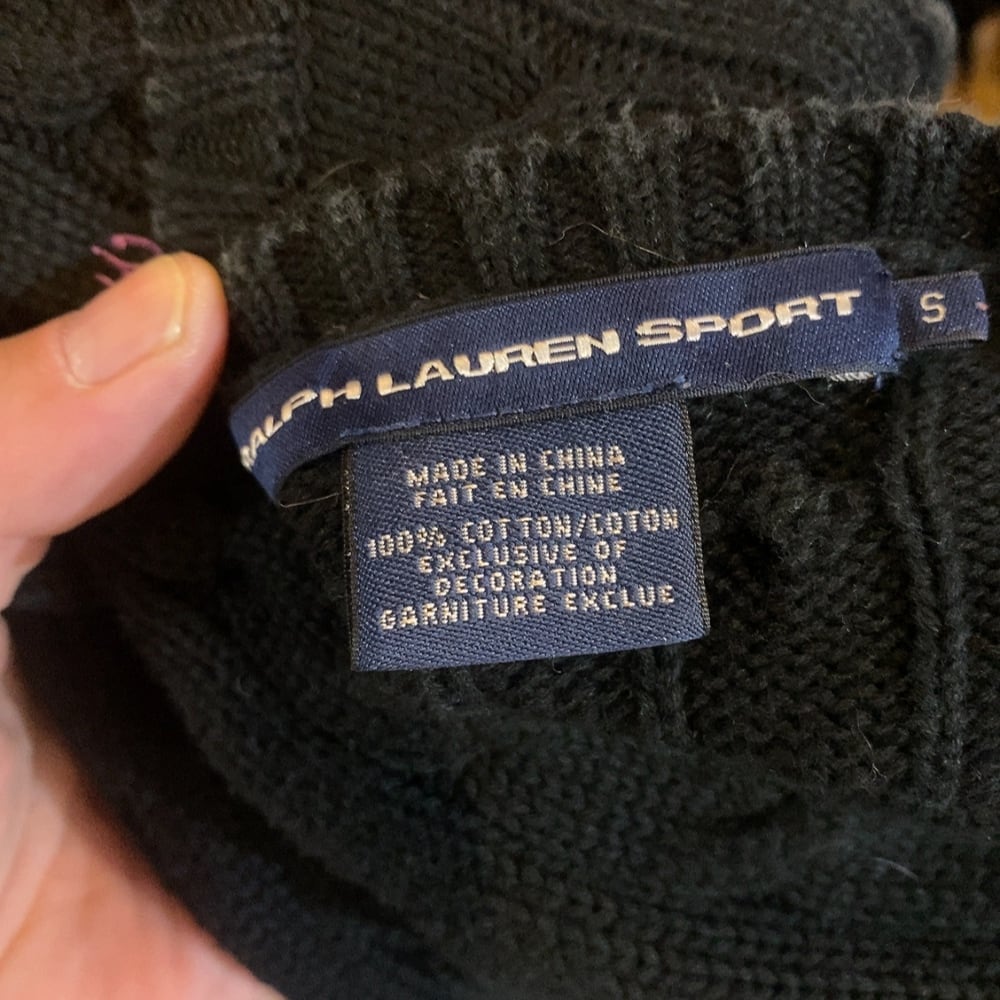 RALPH LAUREN SPORT
S
MADE IN CHINA
FAIT EN CHINE
100% COTTON/COTON
EXCLUSIVE OF
DECORATION
GARNITURE EXCLUE